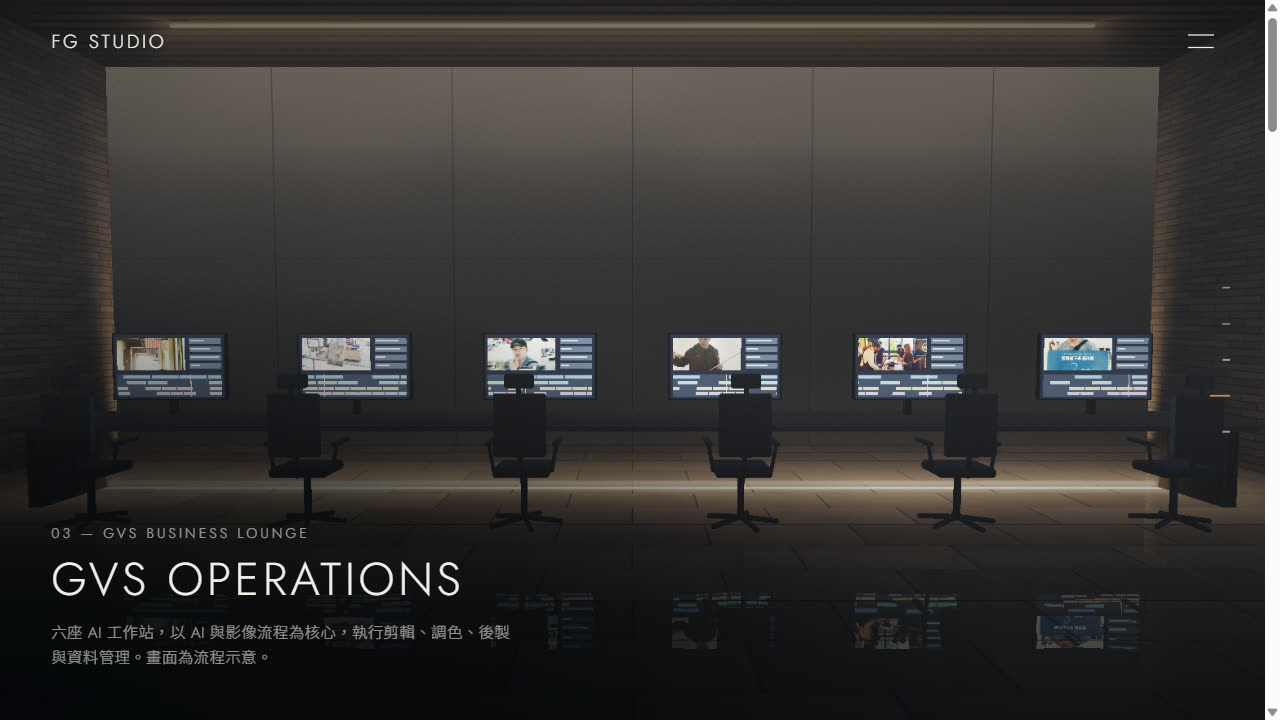 FG STUDIO
03 — GVS BUSINESS LOUNGE
GVS OPERATIONS
六座 AI 工作站，以 AI 與影像流程為核心，執行剪輯、調色、後製
與資料管理。畫面為流程示意。